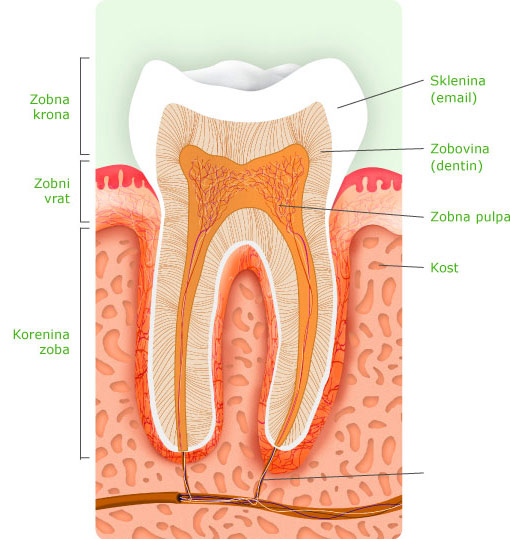 Zobna
krona
Zobni
vrat
Korenina
zoba
Sklenina
(email)
Zobovina
(dentin)
Zobna pulpa
Kost